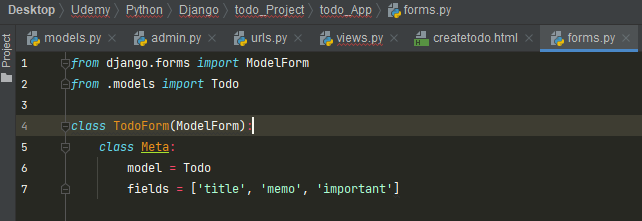 Desktop Udemy Python Django todo_Project todo_App forms.py
models.py admin.py urls.py views.py createtodo.html forms.py
Project
1 from django.forms import ModelForm
2 from .models import Todo
3
4 class TodoForm(ModelForm):
5 class Meta:
6 model = Todo
7 fields = ['title', 'memo', 'important']